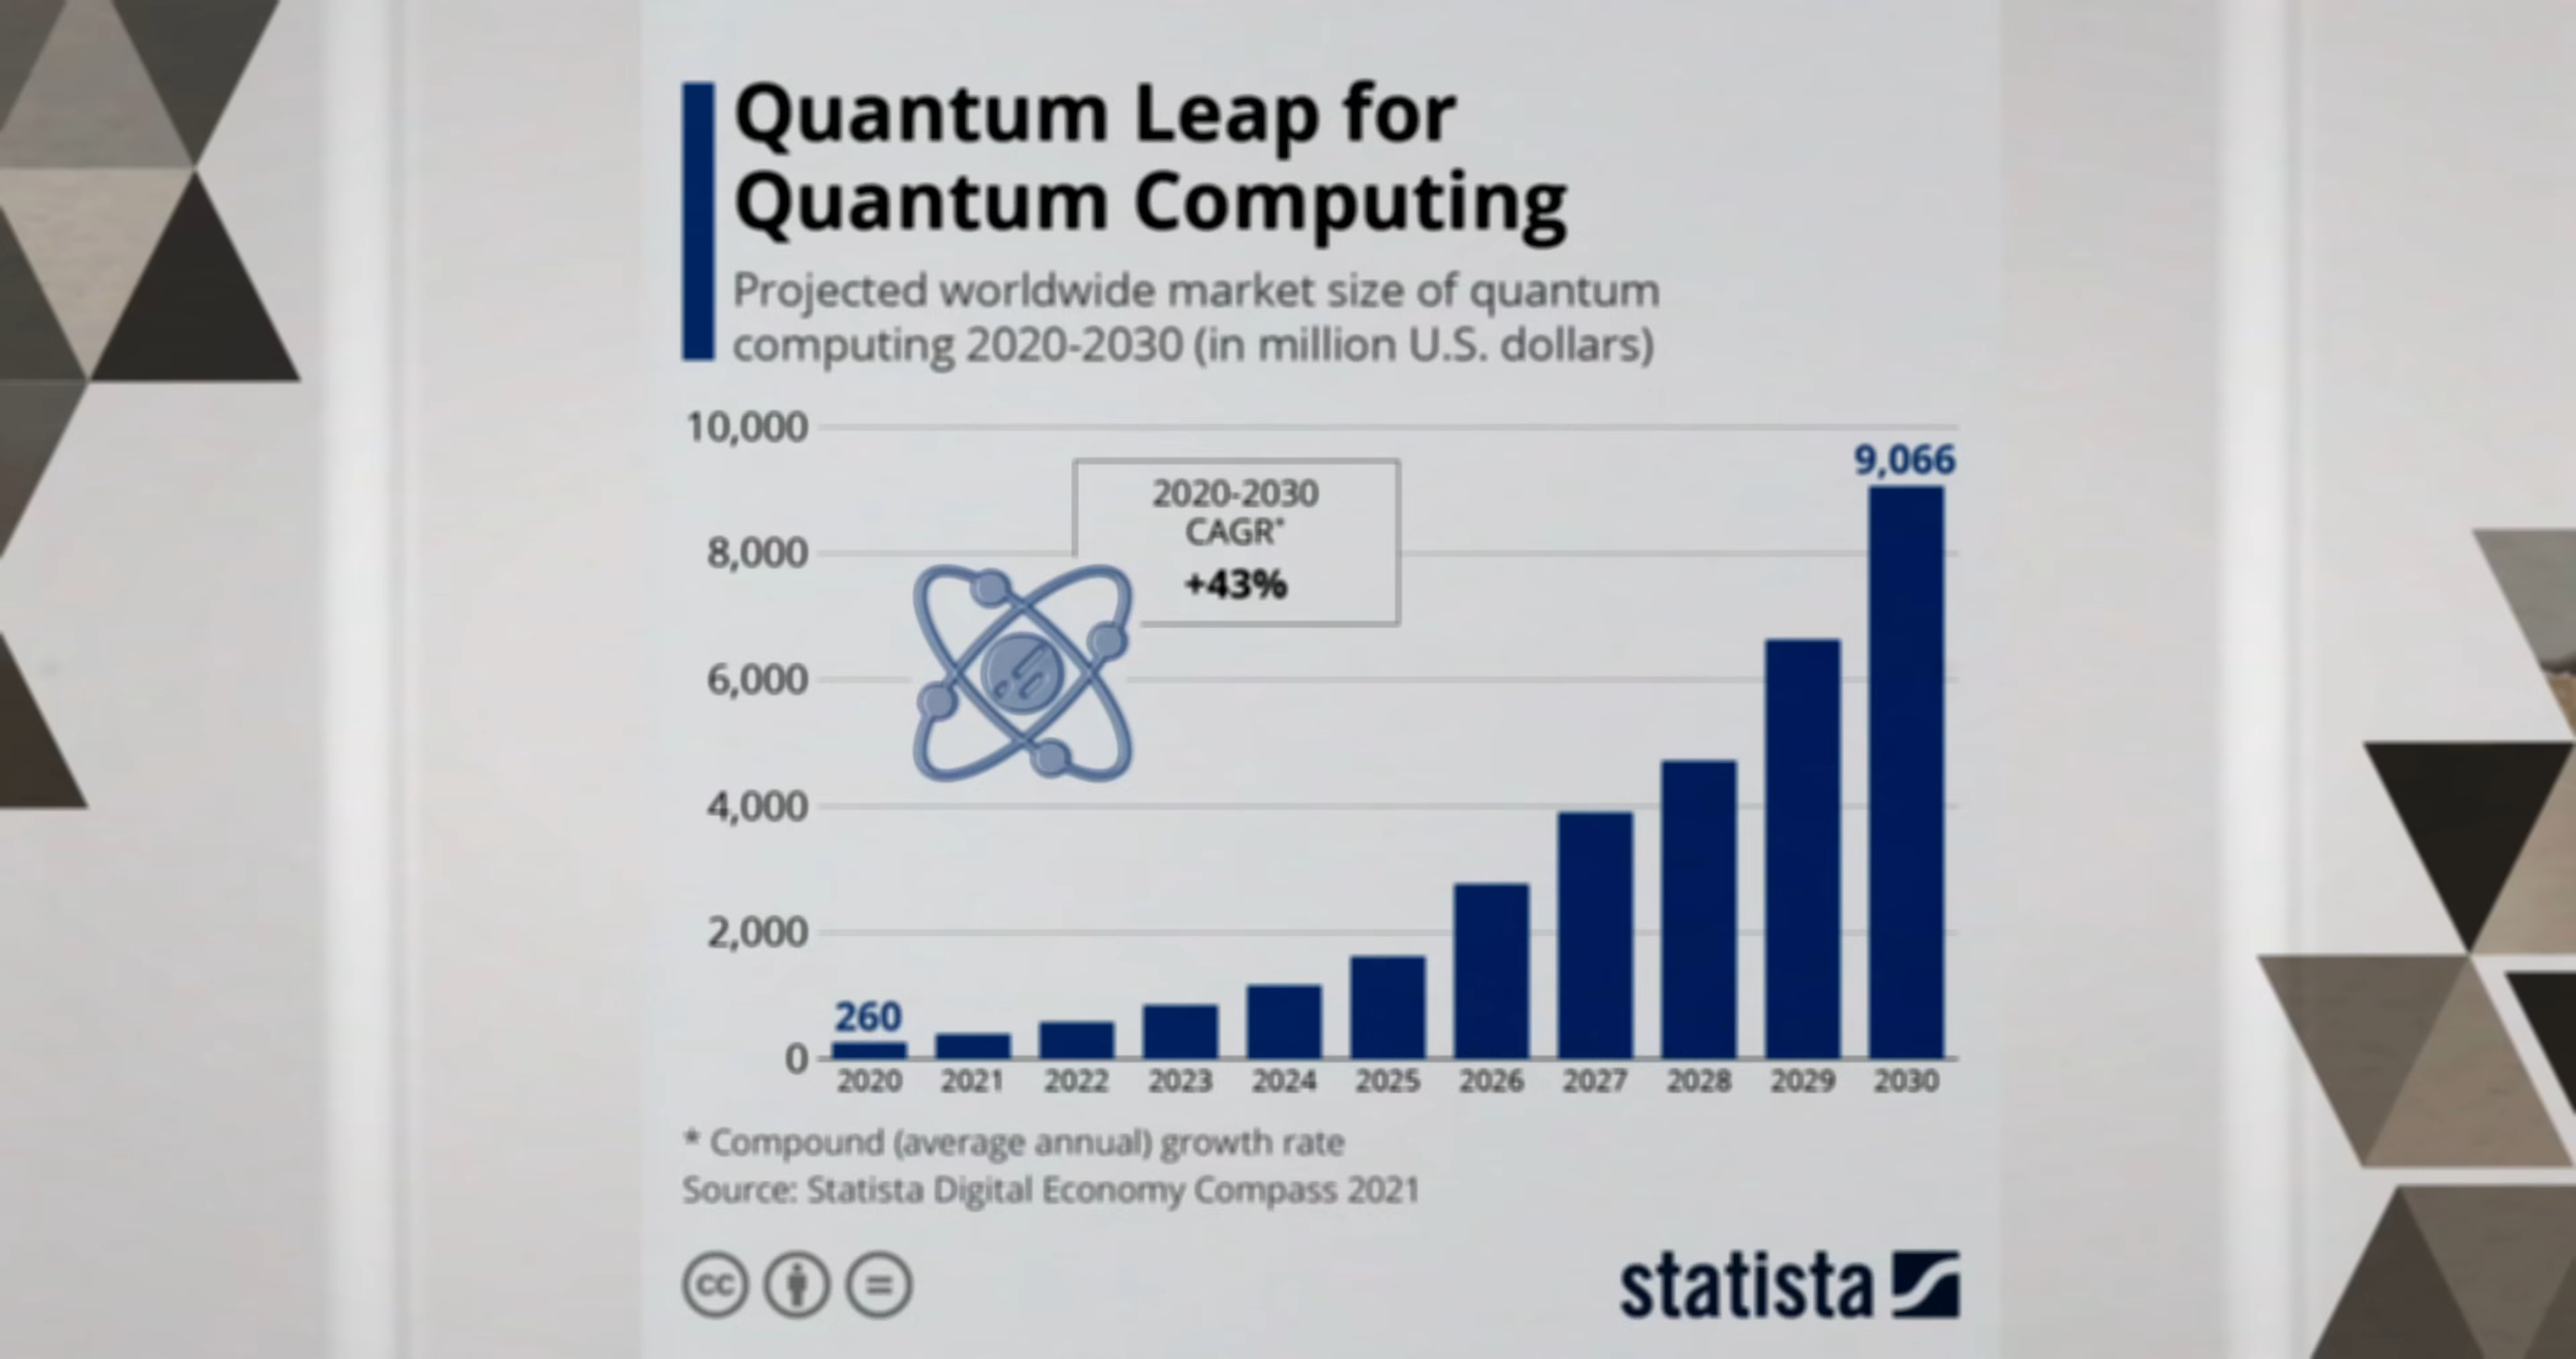 Quantum Leap for
Quantum Computing
Projected worldwide market size of quantum
computing 2020-2030 (in million U.S. dollars)
10,000
8,000
6,000
4,000
2,000
0
2020-2030
CAGR*
+43%
260
9,066
2020 2021 2022 2023 2024 2025 2026 2027 2028 2029 2030
* Compound (average annual) growth rate
Source: Statista Digital Economy Compass 2021
cc
=
statista